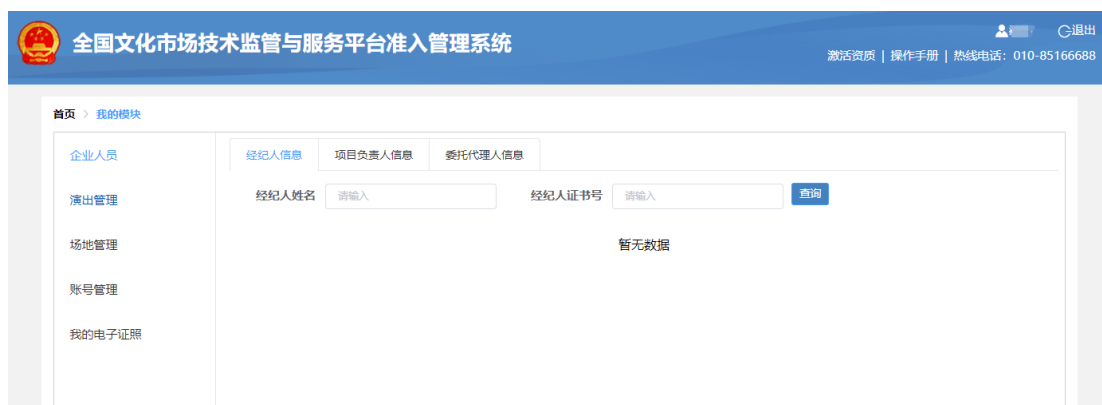 全国文化市场技术监管与服务平台准入管理系统
退出
激活资质 | 操作手册 | 热线电话：010-85166688
首页 > 我的模块
企业人员
经纪人信息 项目负责人信息 委托代理人信息
经纪人姓名 请输入 经纪人证书号 请输入 查询
演出管理
暂无数据
场地管理
账号管理
我的电子证照